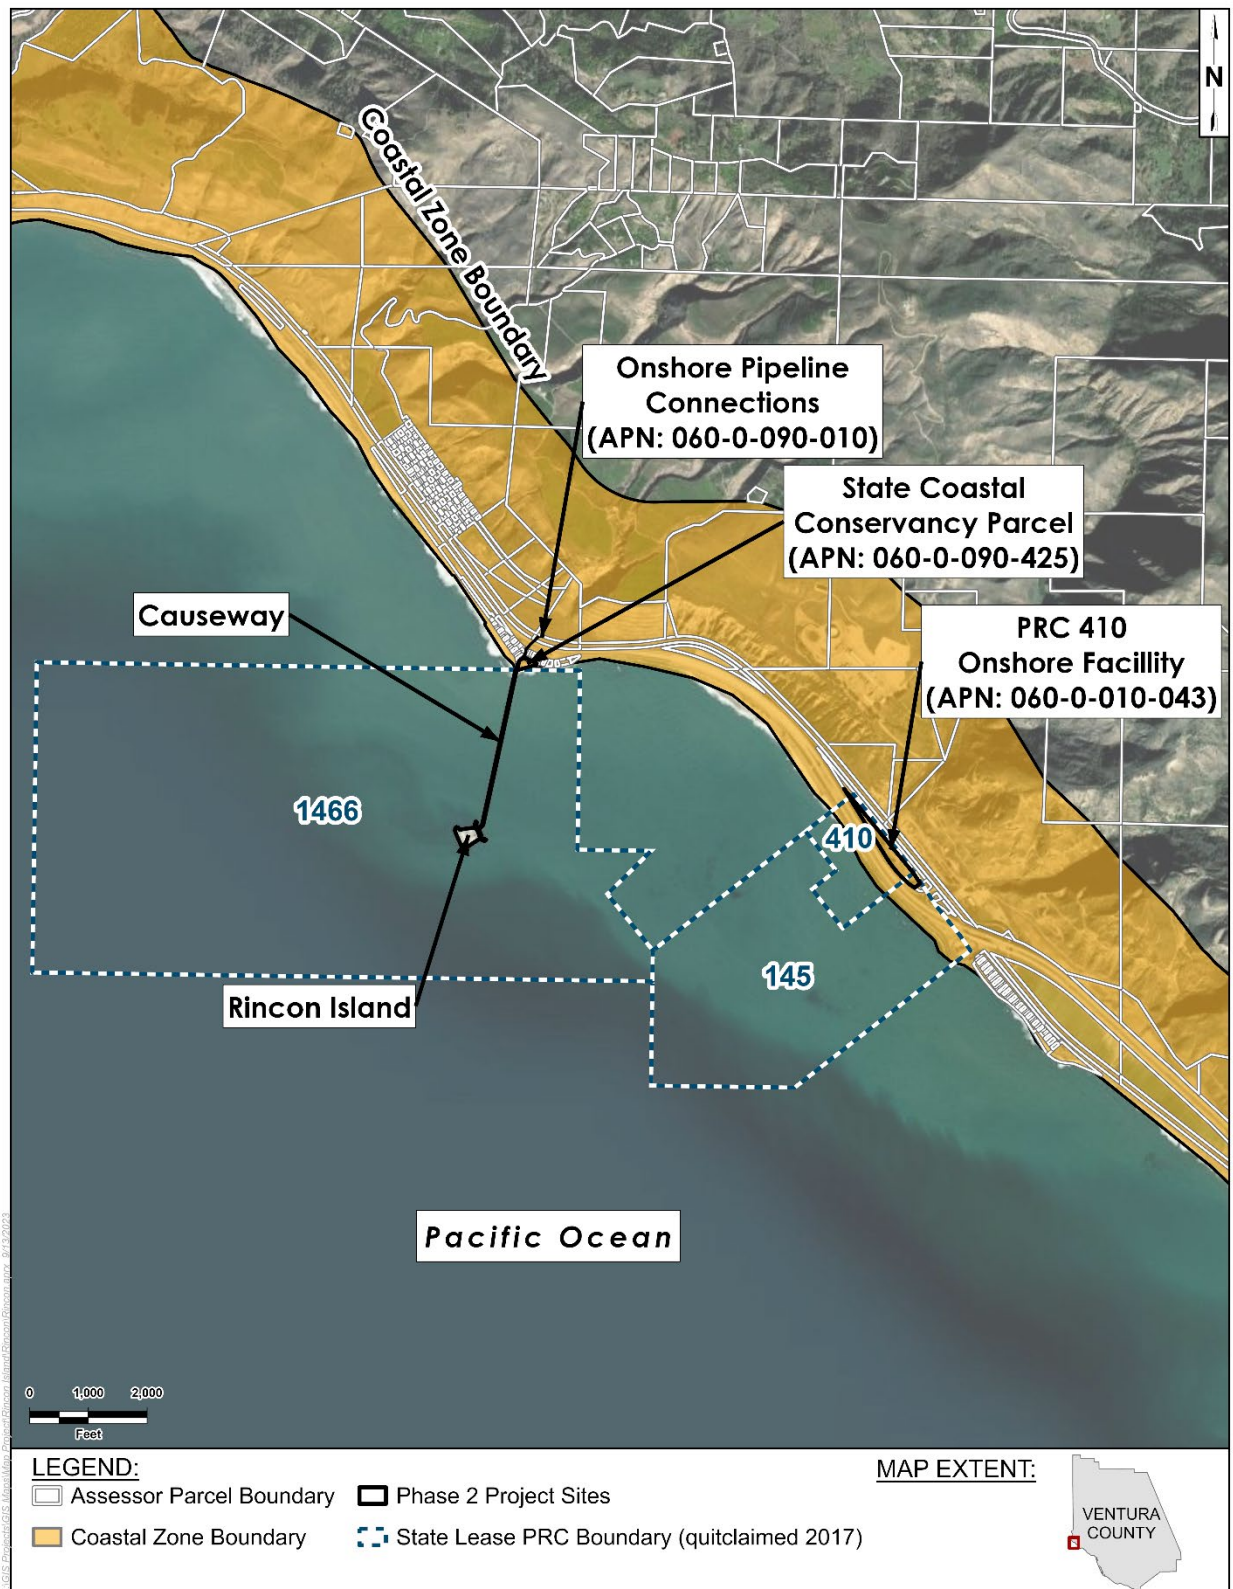 N
Coastal Zone Boundary
Onshore Pipeline
Connections
(APN: 060-0-090-010)
State Coastal
Conservancy Parcel
(APN: 060-0-090-425)
Causeway
PRC 410
Onshore Facillity
(APN: 060-0-010-043)
1466
410
145
Rincon Island
Pacific Ocean
0 1,000 2,000
Feet
LEGEND:
Assessor Parcel Boundary
Phase 2 Project Sites
Coastal Zone Boundary
State Lease PRC Boundary (quitclaimed 2017)
MAP EXTENT:
VENTURA
COUNTY